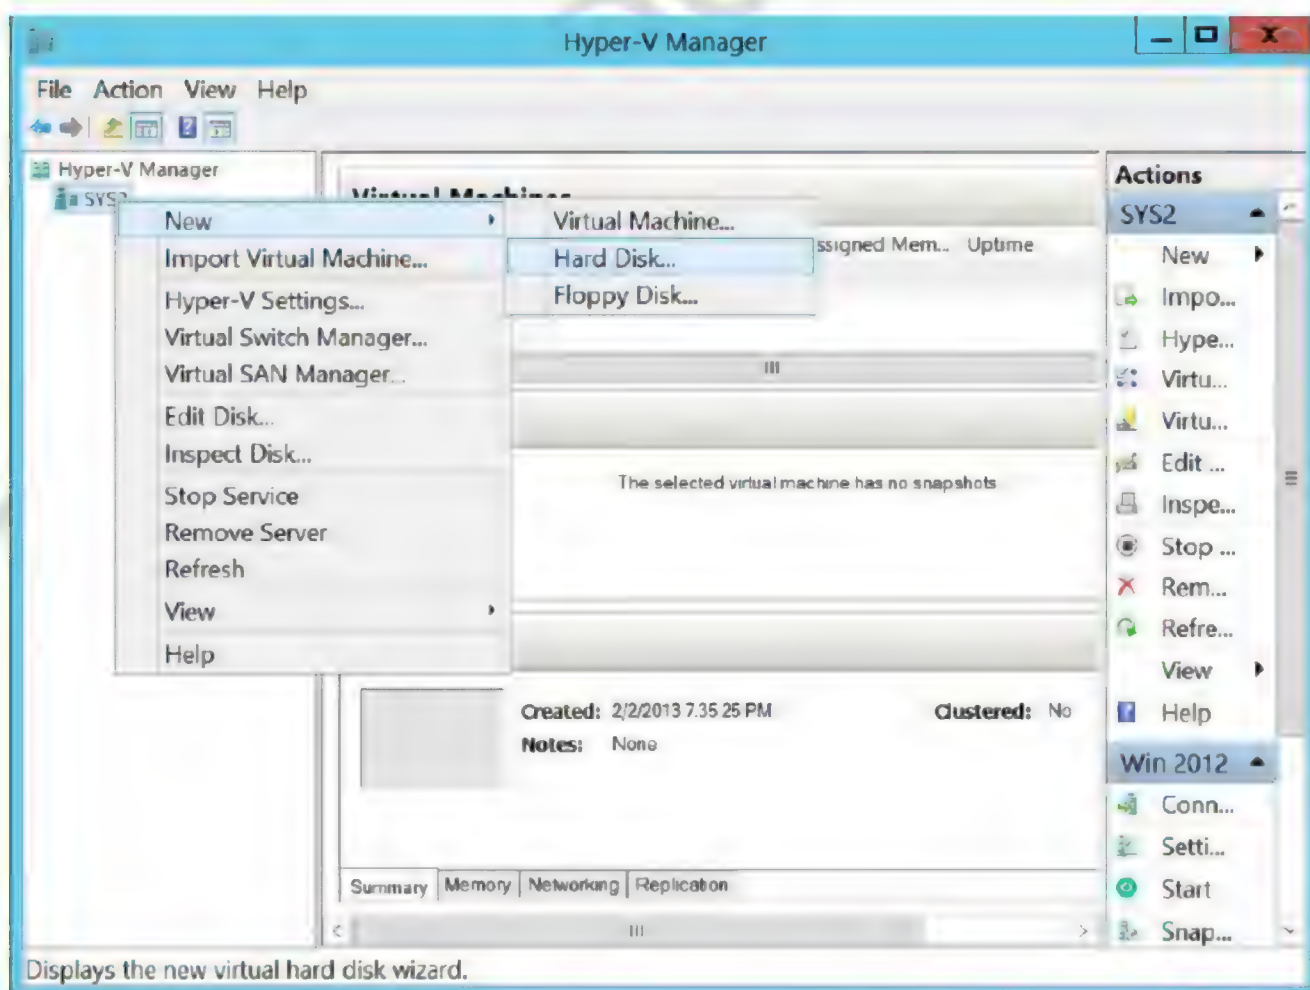 Hyper-V Manager
File Action View Help
Hyper-V Manager
SYS2
Virtual Machines
ssigned Mem... Uptime
New
Import Virtual Machine...
Hyper-V Settings...
Virtual Switch Manager...
Virtual SAN Manager...
Edit Disk...
Inspect Disk...
Stop Service
Remove Server
Refresh
View
Help
Virtual Machine...
Hard Disk...
Floppy Disk...
The selected virtual machine has no snapshots
Created: 2/2/2013 7.35 25 PM Clustered: No
Notes: None
Summary Memory Networking Replication
Actions
SYS2
New
Impo...
Hype...
Virtu...
Virtu...
Edit ...
Inspe...
Stop ...
Rem...
Refre...
View
Help
Win 2012
Conn...
Setti...
Start
Snap...
Displays the new virtual hard disk wizard.